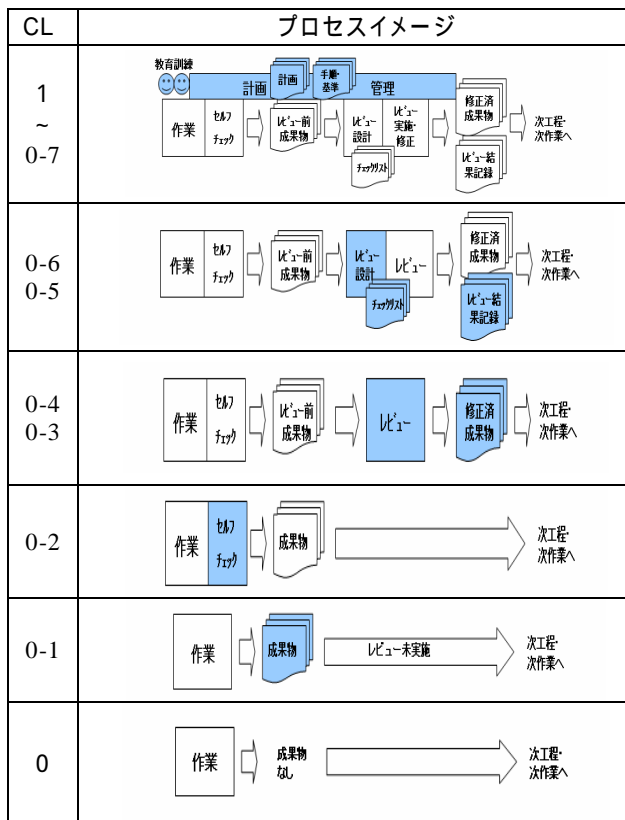 CL
プロセスイメージ
1
~
0-7
教育訓練
計画
計画
手順・
基準
管理
作業
セルフ
チェック
レビュー前
成果物
レビュー
設計
レビュー
実施・
修正
チェックリスト
修正済
成果物
レビュー結
果記録
次工程・
次作業へ
0-6
0-5
作業
セルフ
チェック
レビュー前
成果物
レビュー
設計
レビュー
チェックリスト
修正済
成果物
レビュー結
果記録
次工程・
次作業へ
0-4
0-3
作業
セルフ
チェック
レビュー前
成果物
レビュー
修正済
成果物
次工程・
次作業へ
0-2
作業
セルフ
チェック
成果物
次工程・
次作業へ
0-1
作業
成果物
レビュー未実施
次工程・
次作業へ
0
作業
成果物
なし
次工程・
次作業へ